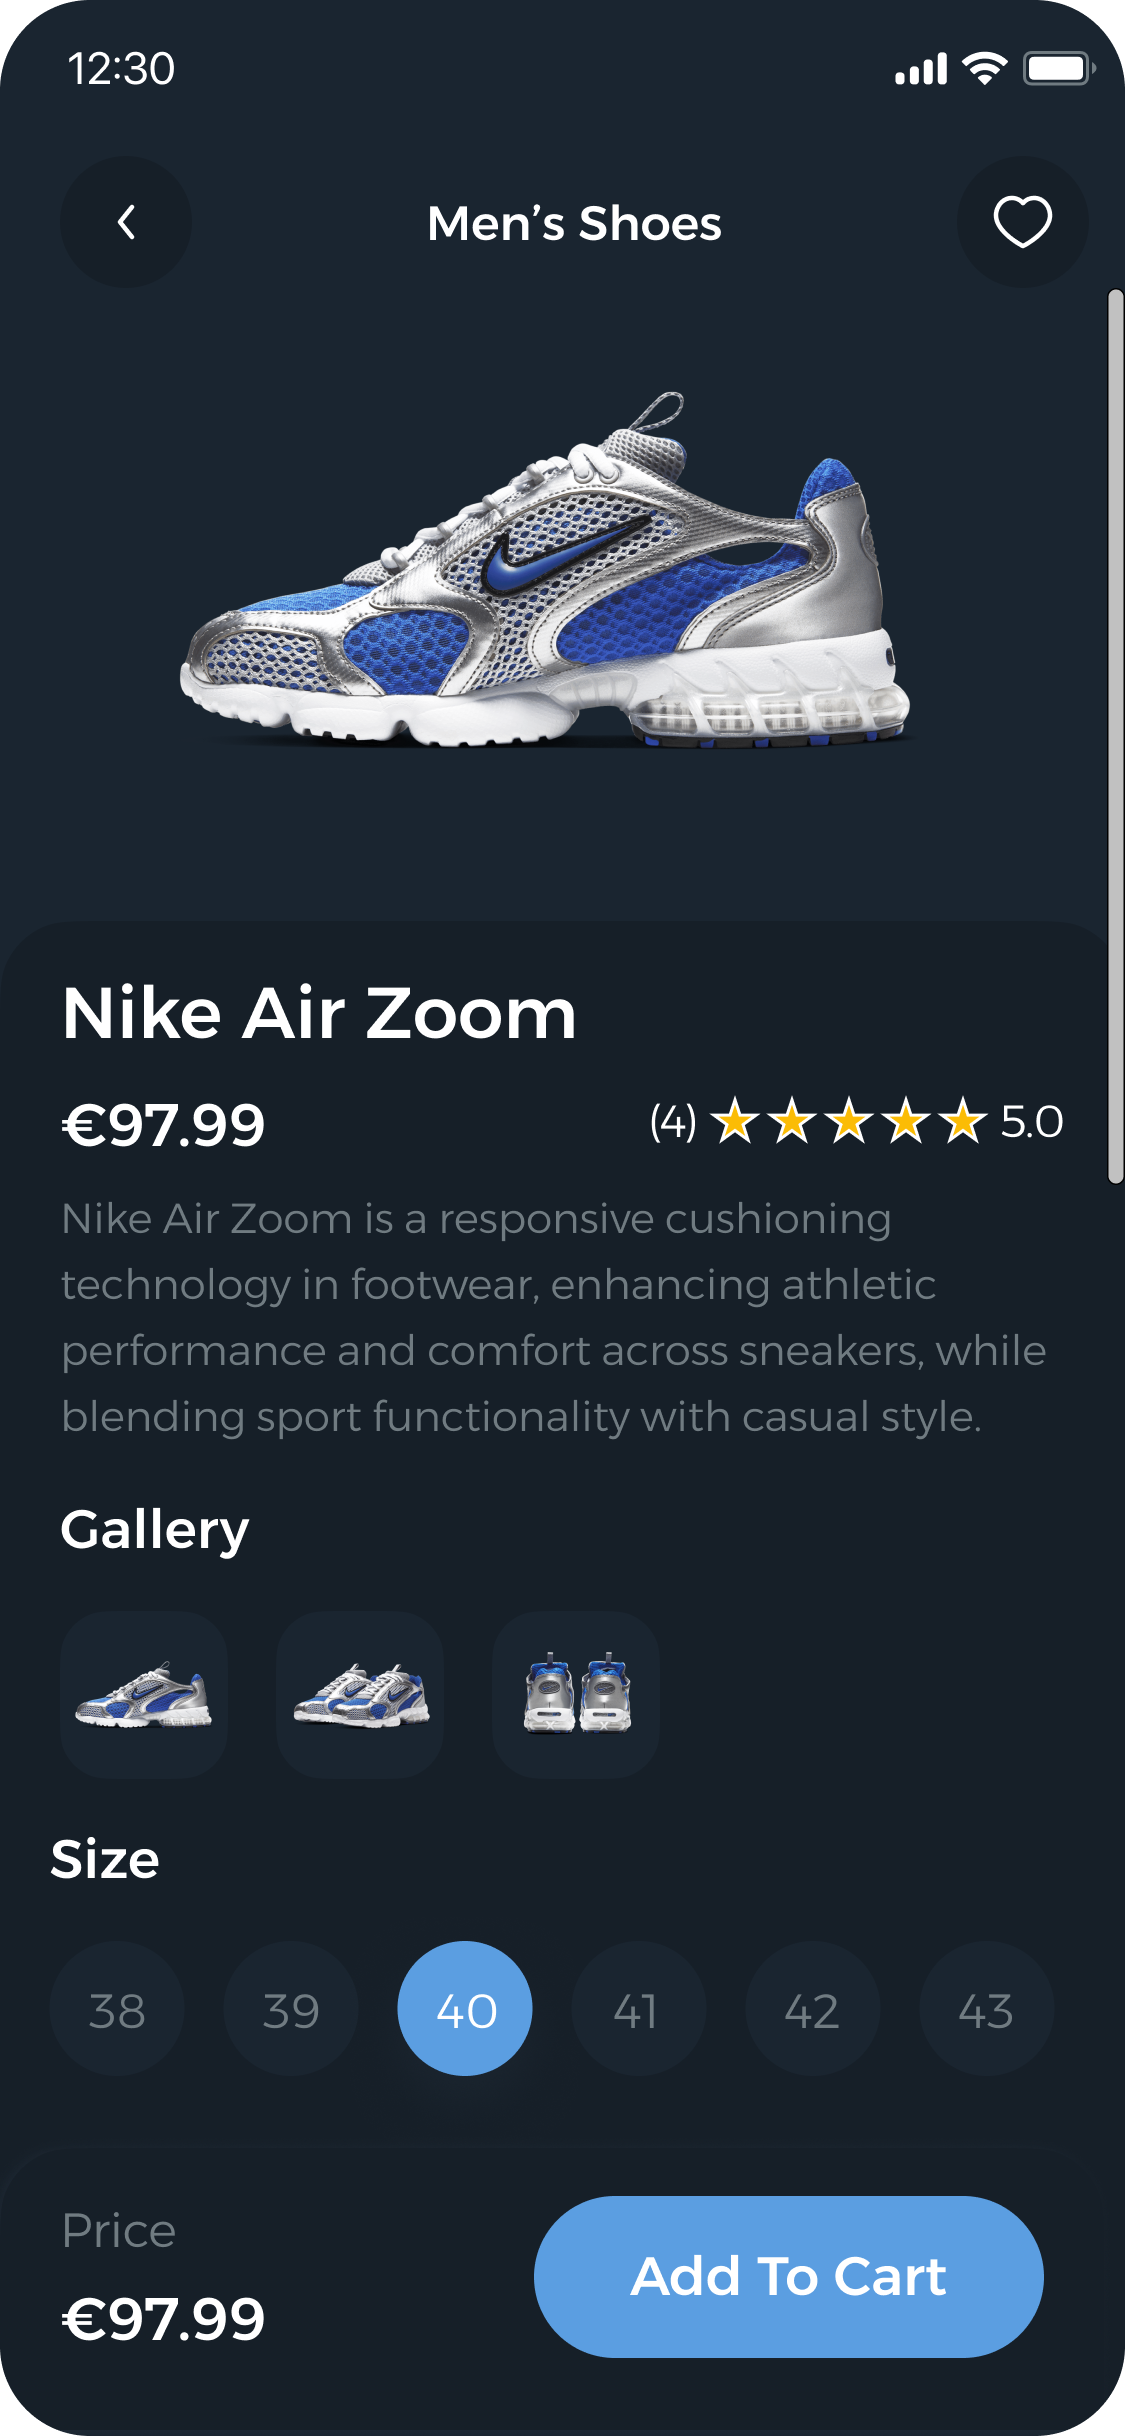 12:30
Men’s Shoes
Nike Air Zoom
€97.99
(4) 5.0
Nike Air Zoom is a responsive cushioning
technology in footwear, enhancing athletic
performance and comfort across sneakers, while
blending sport functionality with casual style.
Gallery
Size
38 39 40 41 42 43
Price
€97.99
Add To Cart